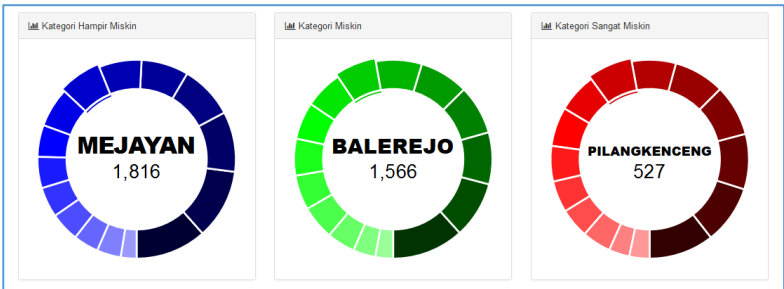 Kategori Hampir Miskin
MEJAYAN
1,816
Kategori Miskin
BALEREJO
1,566
Kategori Sangat Miskin
PILANGKENCENG
527